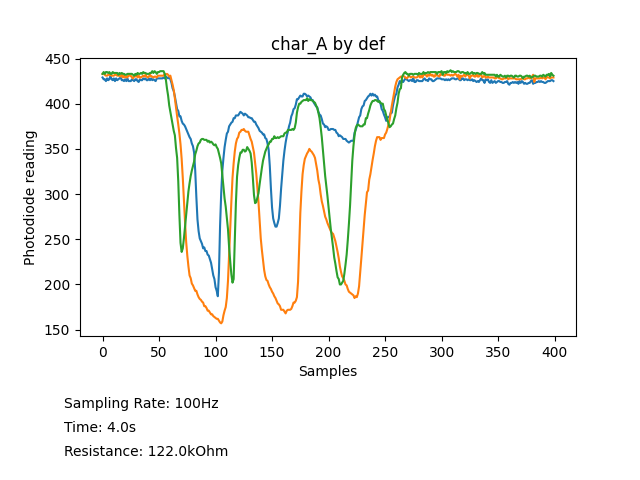 char_A by def
450
400
350
300
250
200
150
Photodiode reading
0 50 100 150 200 250 300 350 400
Samples
Sampling Rate: 100Hz
Time: 4.0s
Resistance: 122.0kOhm